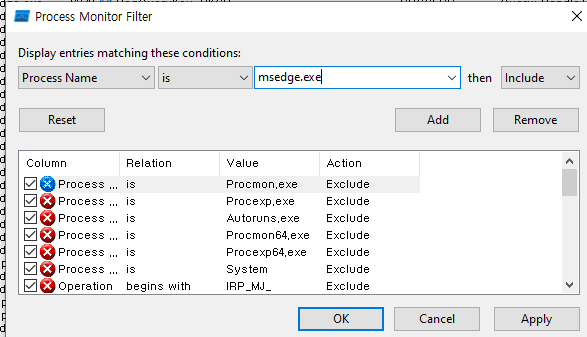 Process Monitor Filter
Display entries matching these conditions:
Process Name is msedge.exe then Include
Reset Add Remove
Column Relation Value Action
Process ,,, is Procmon,exe Exclude
Process ,,, is Procexp,exe Exclude
Process ,,, is Autoruns,exe Exclude
Process ,,, is Procmon64,exe Exclude
Process ,,, is Procexp64,exe Exclude
Process ,,, is System Exclude
Operation begins with IRP_MJ_ Exclude
OK Cancel Apply